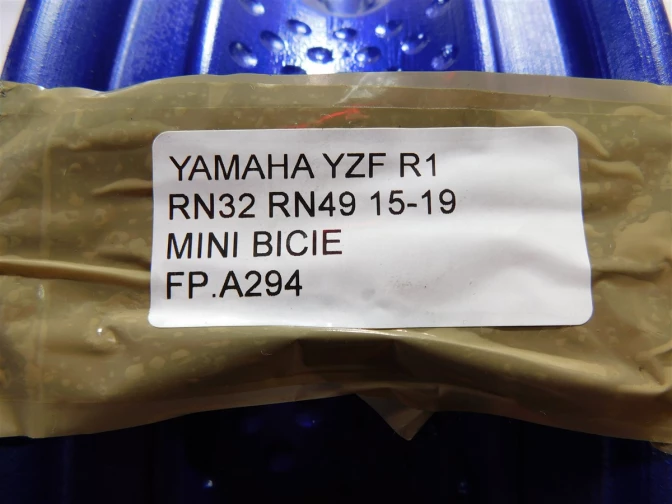 YAMAHA YZF R1
RN32 RN49 15-19
MINI BICIE
FP.A294